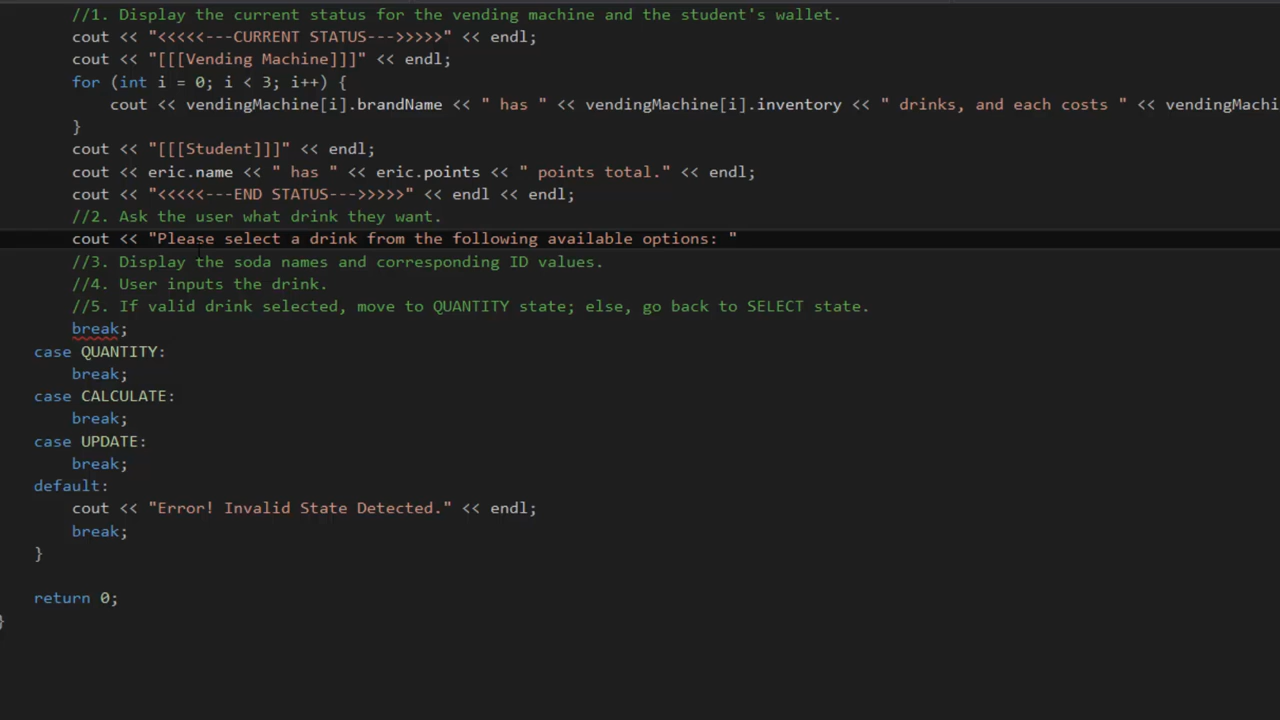 //1. Display the current status for the vending machine and the student's wallet.
cout << "<<<<<---CURRENT STATUS--->>>>>" << endl;
cout << "[[[Vending Machine]]]" << endl;
for (int i = 0; i < 3; i++) {
cout << vendingMachine[i].brandName << " has " << vendingMachine[i].inventory << " drinks, and each costs " << vendingMachi
}
cout << "[[[Student]]]" << endl;
cout << eric.name << " has " << eric.points << " points total." << endl;
cout << "<<<<<---END STATUS--->>>>>" << endl << endl;
//2. Ask the user what drink they want.
cout << "Please select a drink from the following available options: "
//3. Display the soda names and corresponding ID values.
//4. User inputs the drink.
//5. If valid drink selected, move to QUANTITY state; else, go back to SELECT state.
break;
case QUANTITY:
break;
case CALCULATE:
break;
case UPDATE:
break;
default:
cout << "Error! Invalid State Detected." << endl;
break;
}
return 0;
}